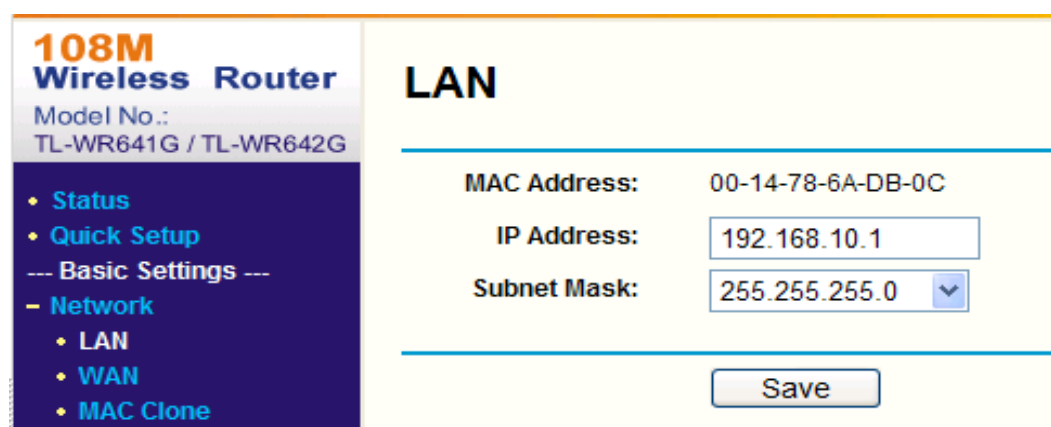 108M
Wireless Router
Model No.:
TL-WR641G / TL-WR642G
• Status
• Quick Setup
--- Basic Settings ---
– Network
• LAN
• WAN
• MAC Clone
LAN
MAC Address: 00-14-78-6A-DB-0C
IP Address: 192.168.10.1
Subnet Mask: 255.255.255.0
Save